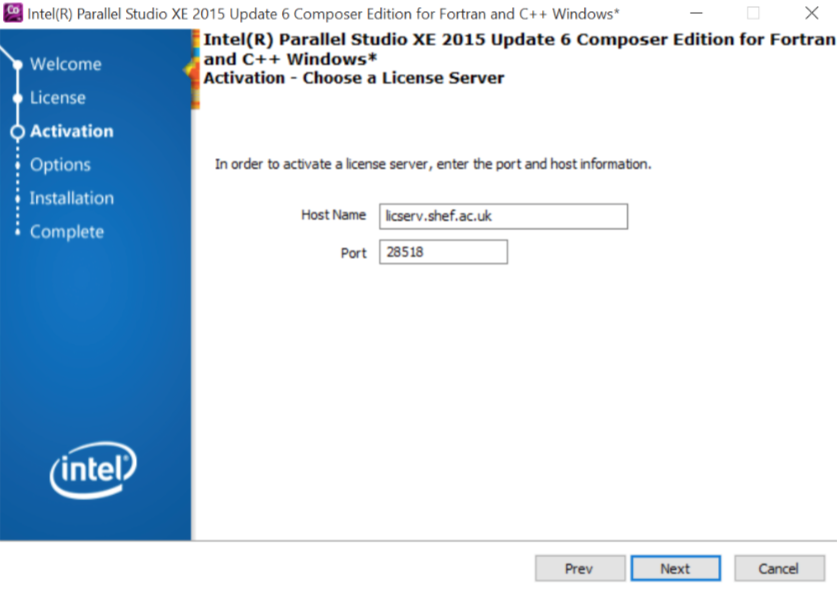 Intel(R) Parallel Studio XE 2015 Update 6 Composer Edition for Fortran and C++ Windows*
Intel(R) Parallel Studio XE 2015 Update 6 Composer Edition for Fortran
and C++ Windows*
Activation - Choose a License Server
Welcome
License
Activation
Options
Installation
Complete
In order to activate a license server, enter the port and host information.
Host Name licserv.shef.ac.uk
Port 28518
intel
Prev Next Cancel